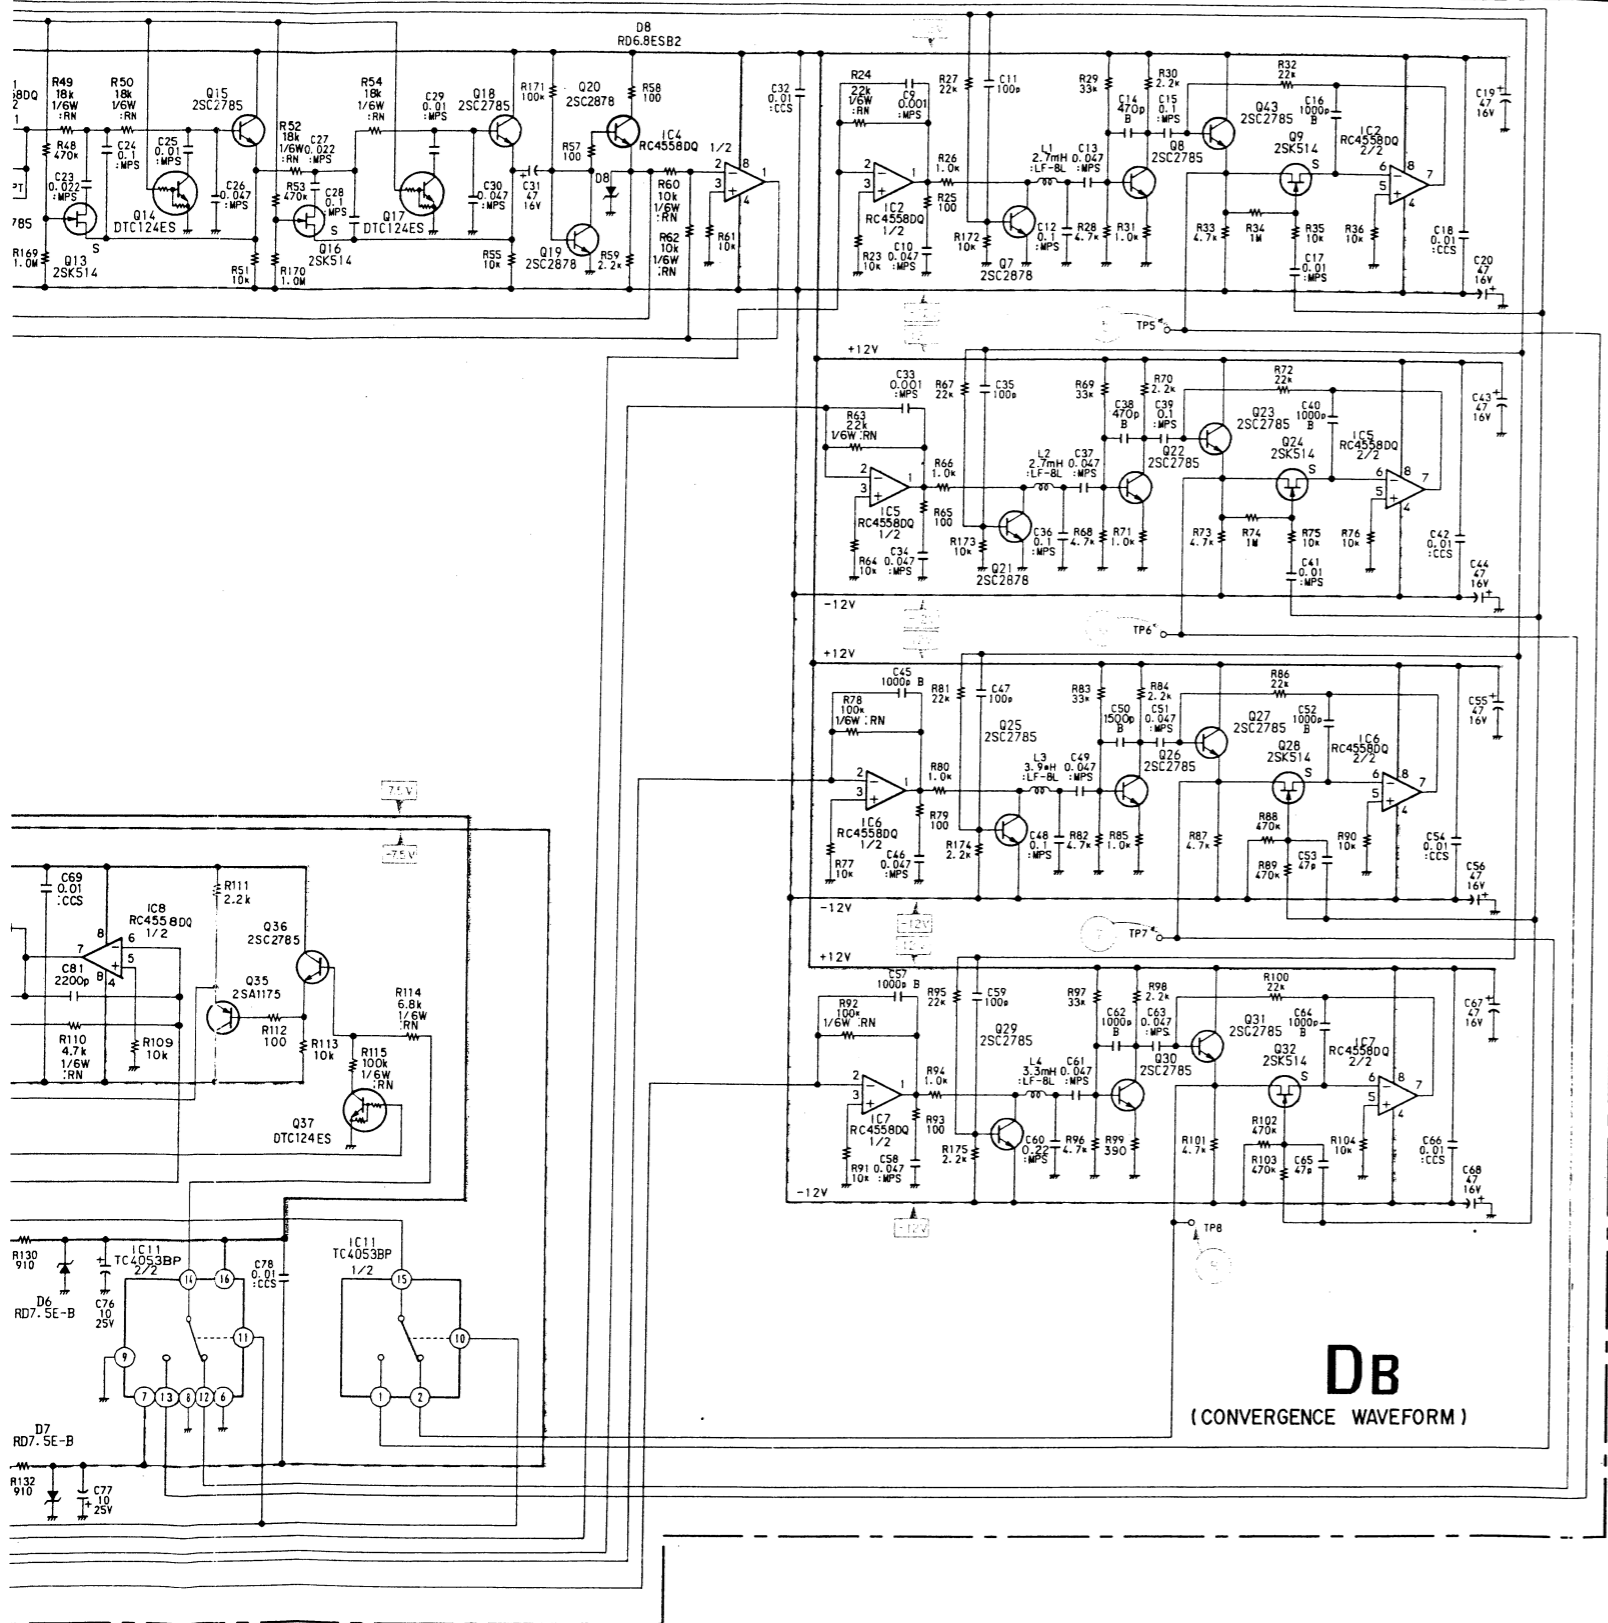 D8
RD6.8ESB2
R49
18k
1/6W
:RN
R50
18k
1/6W
:RN
Q15
2SC2785
R54
18k
1/6W
:RN
C29
0.01
:MPS
Q18
2SC2785
R171
100k
Q20
2SC2878
R58
100
8DQ
1
R48
470k
C23
0.022
:MPS
C24
0.1
:MPS
C25
0.01
:MPS
R52
18k
1/6W
:RN
C27
0.022
:MPS
R57
100
IC4
RC4558DQ
1/2
C32
0.01
:CCS
PT
785
Q14
DTC124ES
C26
0.047
:MPS
R53
470k
C28
0.1
:MPS
Q17
DTC124ES
C30
0.047
:MPS
C31
47
16V
D8
R60
10k
1/6W
:RN
R62
10k
1/6W
:RN
R61
10k
R169
1.0M
Q13
2SK514
S
R51
10k
R170
1.0M
Q16
2SK514
S
R55
10k
Q19
2SC2878
R59
2.2k
R24
22k
1/6W
:RN
C9
0.001
:MPS
R27
22k
C11
100p
R29
33k
C14
470p
B
R30
2.2k
C15
0.1
:MPS
Q8
2SC2785
Q43
2SC2785
R32
22k
C16
1000p
B
Q9
2SK514
S
IC2
RC4558DQ
2/2
C19
47
16V
IC2
RC4558DQ
1/2
R26
1.0k
R25
100
L1
2.7mH
:LF-8L
C13
0.047
:MPS
R23
10k
C10
0.047
:MPS
R172
10k
Q7
2SC2878
C12
0.1
:MPS
R28
4.7k
R31
1.0k
R33
4.7k
R34
1M
R35
10k
C17
0.01
:MPS
R36
10k
C18
0.01
:CCS
C20
47
16V
TP5
+12V
C33
0.001
:MPS
R63
22k
1/6W :RN
R67
22k
C35
100p
R69
33k
C38
470p
B
R70
2.2k
C39
0.1
:MPS
Q22
2SC2785
Q23
2SC2785
R72
22k
C40
1000p
B
Q24
2SK514
S
IC5
RC4558DQ
2/2
C43
47
16V
IC5
RC4558DQ
1/2
R66
1.0k
R65
100
L2
2.7mH
:LF-8L
C37
0.047
:MPS
R64
10k
C34
0.047
:MPS
R173
10k
Q21
2SC2878
C36
0.1
:MPS
R68
4.7k
R71
1.0k
R73
4.7k
R74
1M
R75
10k
C41
0.01
:MPS
R76
10k
C42
0.01
:CCS
C44
47
16V
-12V
TP6
+12V
C45
1000p B
R78
100k
1/6W :RN
R81
22k
C47
100p
Q25
2SC2785
R83
33k
C50
1500p
B
R84
2.2k
C51
0.047
:MPS
Q26
2SC2785
Q27
2SC2785
R86
22k
C52
1000p
B
Q28
2SK514
S
IC6
RC4558DQ
2/2
C55
47
16V
IC6
RC4558DQ
1/2
R80
1.0k
R79
100
L3
:LF-8L
C49
0.047
:MPS
R77
10k
C46
0.047
:MPS
R174
2.2k
C48
0.1
:MPS
R82
4.7k
R85
1.0k
R87
4.7k
R88
470k
R89
470k
C53
47p
R90
10k
C54
0.01
:CCS
C56
47
16V
-12V
-12V
TP7
+12V
C57
1000p B
R92
100k
1/6W :RN
R95
22k
C59
100p
Q29
2SC2785
R97
33k
C62
1000p
B
R98
2.2k
C63
0.047
:MPS
Q30
2SC2785
Q31
2SC2785
R100
22k
C64
1000p
B
Q32
2SK514
S
IC7
RC4558DQ
2/2
C67
47
16V
IC7
RC4558DQ
1/2
R94
1.0k
R93
100
L4
3.3mH
:LF-8L
C61
0.047
:MPS
R91
10k
C58
0.047
:MPS
R175
2.2k
C60
0.22
:MPS
R96
4.7k
R99
390
R101
4.7k
R102
470k
R103
470k
C65
47p
R104
10k
C66
0.01
:CCS
C68
47
16V
-12V
-12V
TP8
7.5V
-7.5V
C69
0.01
:CCS
IC8
RC4558DQ
1/2
R111
2.2k
Q36
2SC2785
C81
2200p
B
Q35
2SA1175
R112
100
R113
10k
R114
6.8k
1/6W
:RN
R110
4.7k
1/6W
:RN
R109
10k
R115
100k
1/6W
:RN
Q37
DTC124ES
R130
910
D6
RD7.5E-B
C76
10
25V
IC11
TC4053BP
2/2
14
16
11
9
7
13
8
12
6
C78
0.01
:CCS
IC11
TC4053BP
1/2
15
10
1
2
D7
RD7.5E-B
R132
910
C77
10
25V
DB
(CONVERGENCE WAVEFORM)